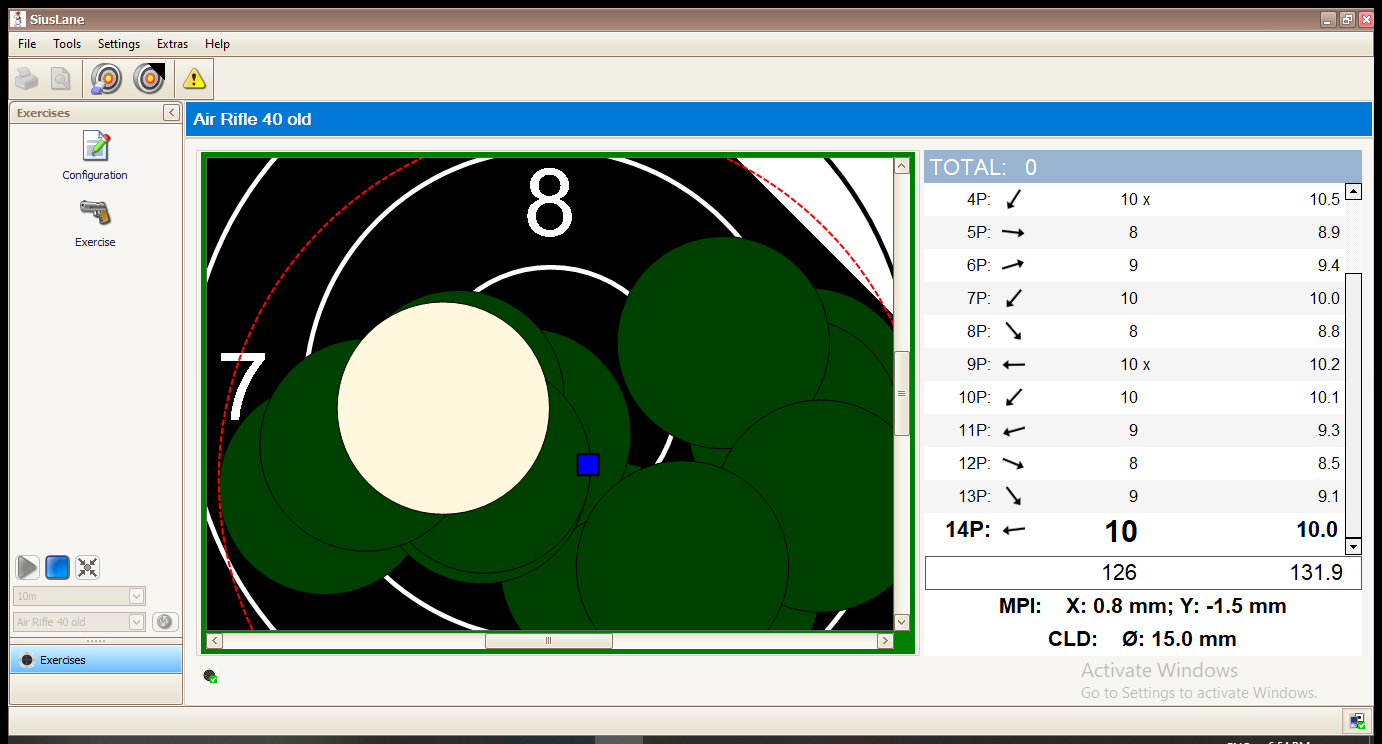 SiusLane
File Tools Settings Extras Help
Exercises
Configuration
Exercise
10m
Air Rifle 40 old
Exercises
Air Rifle 40 old
8
7
TOTAL: 0
4P: 10 x 10.5
5P: 8 8.9
6P: 9 9.4
7P: 10 10.0
8P: 8 8.8
9P: 10 x 10.2
10P: 10 10.1
11P: 9 9.3
12P: 8 8.5
13P: 9 9.1
14P: 10 10.0
126 131.9
MPI: X: 0.8 mm; Y: -1.5 mm
CLD: Ø: 15.0 mm
Activate Windows
Go to Settings to activate Windows.